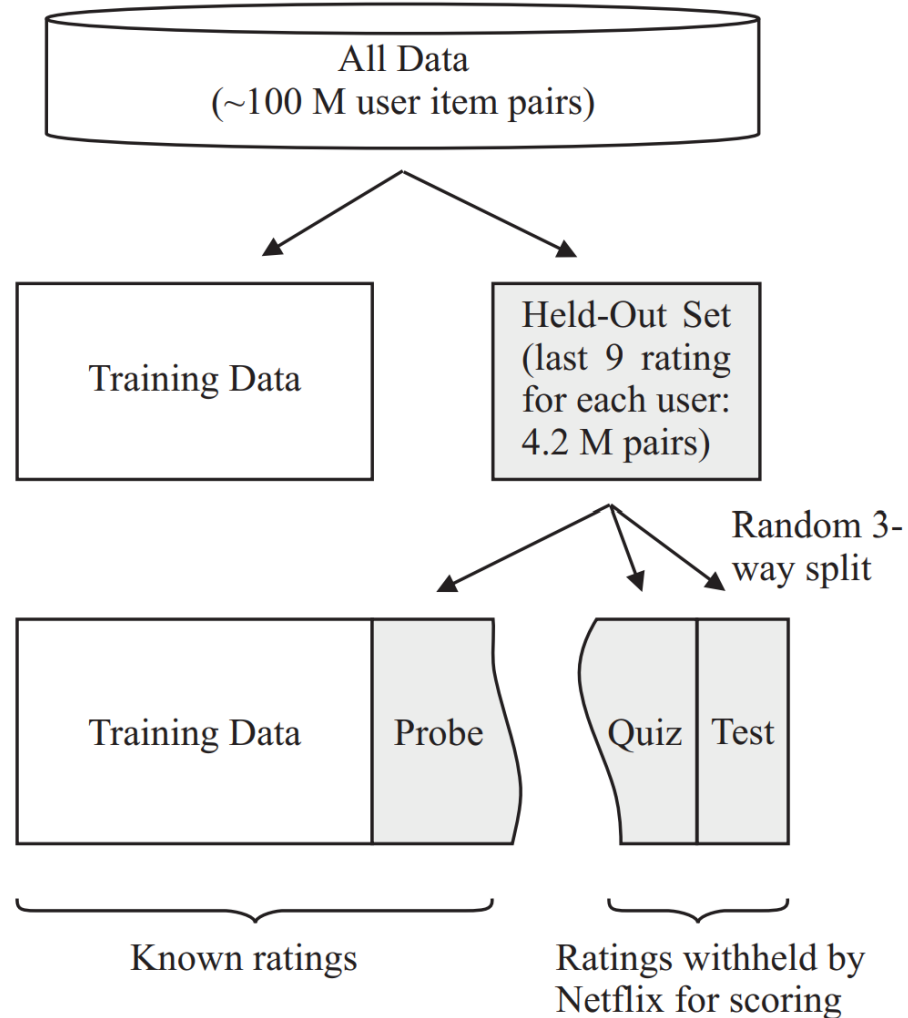 All Data
(~100 M user item pairs)
Training Data
Held-Out Set
(last 9 rating
for each user:
4.2 M pairs)
Random 3-
way split
Training Data
Probe
Quiz
Test
Known ratings
Ratings withheld by
Netflix for scoring